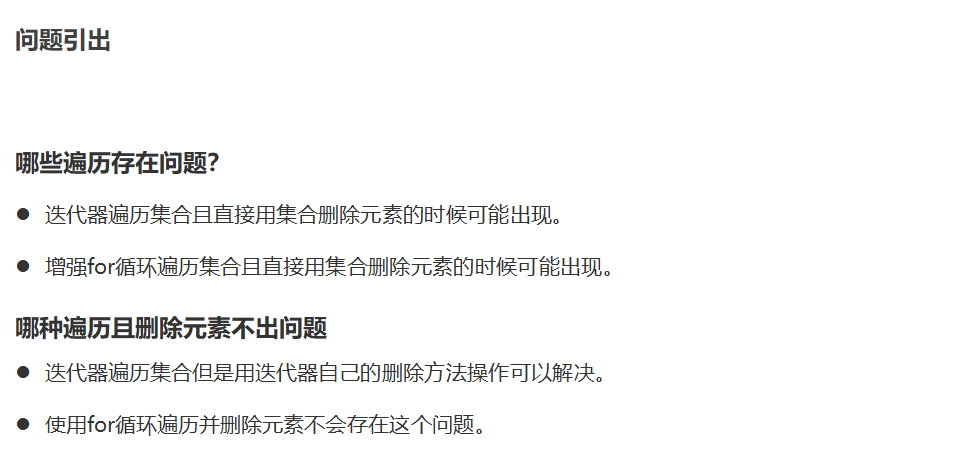 问题引出
哪些遍历存在问题？
● 迭代器遍历集合且直接用集合删除元素的时候可能出现。
● 增强for循环遍历集合且直接用集合删除元素的时候可能出现。
哪种遍历且删除元素不出问题
● 迭代器遍历集合但是用迭代器自己的删除方法操作可以解决。
● 使用for循环遍历并删除元素不会存在这个问题。